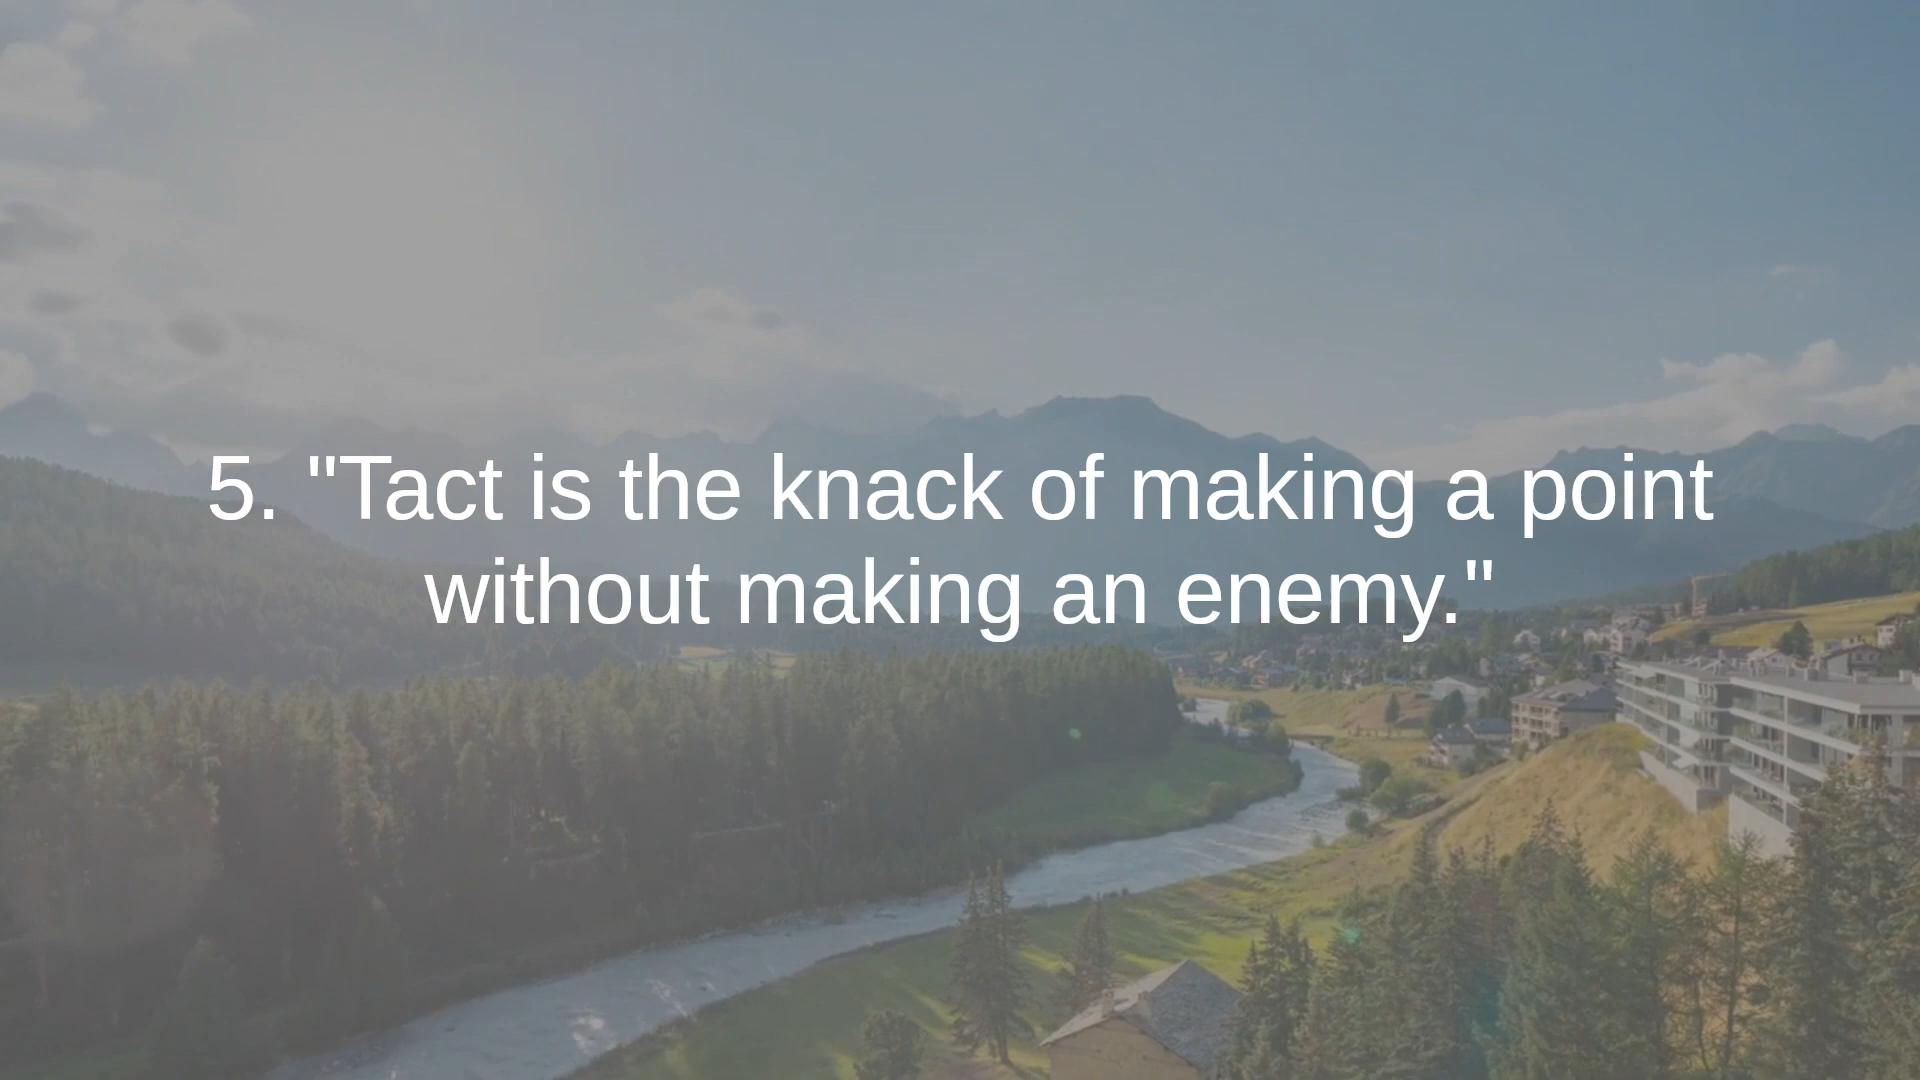 5. "Tact is the knack of making a point
without making an enemy."